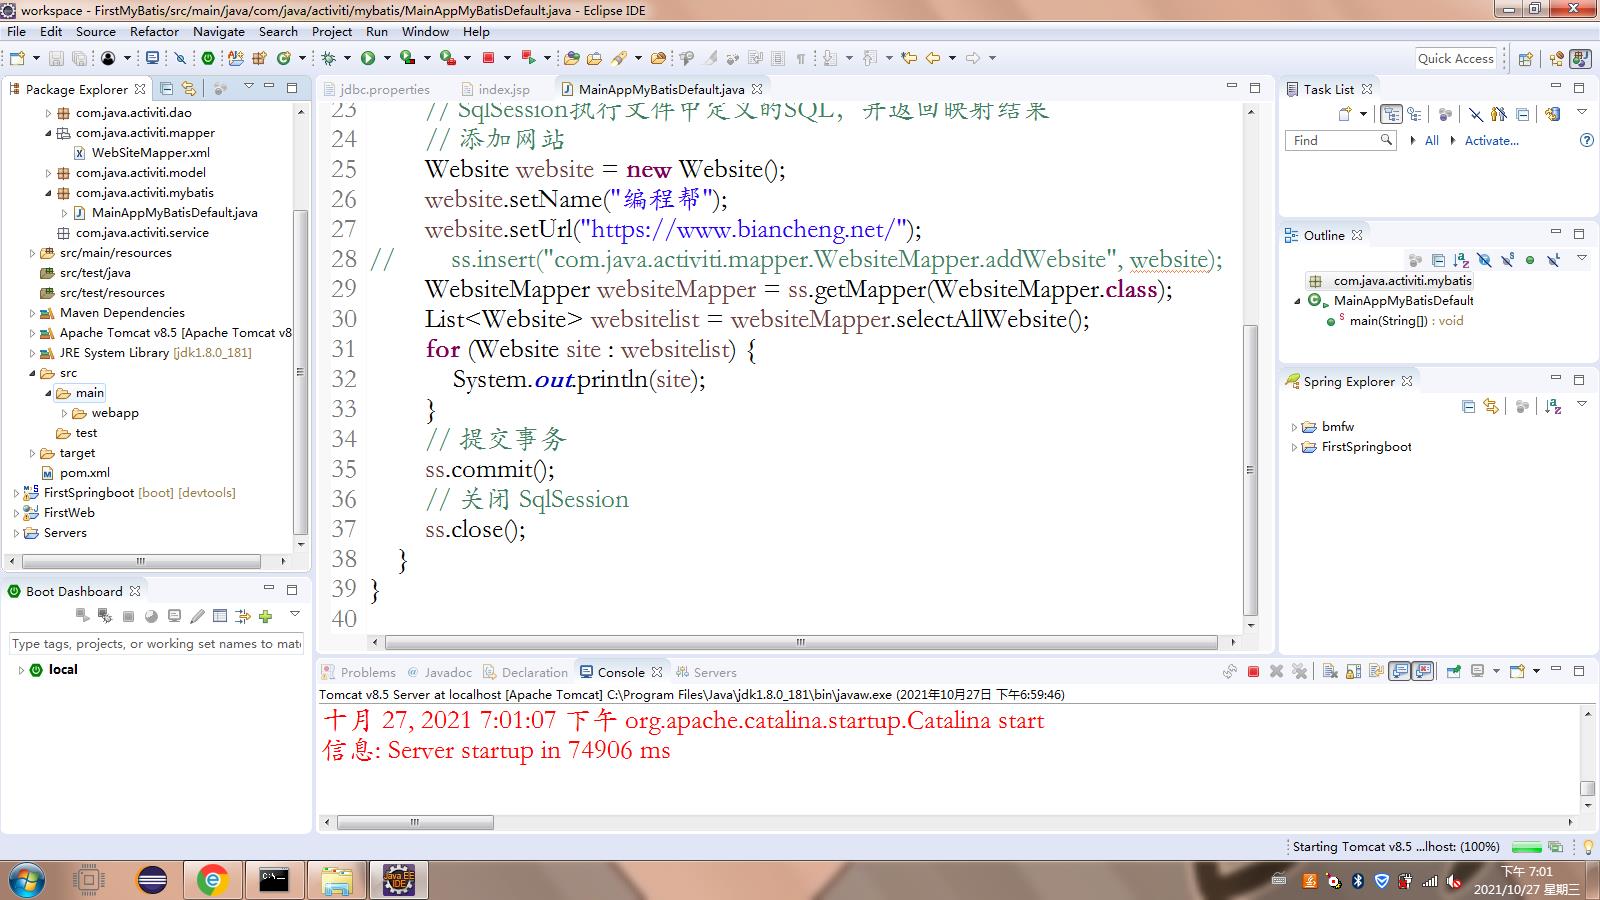 workspace - FirstMyBatis/src/main/java/com/java/activiti/mybatis/MainAppMyBatisDefault.java - Eclipse IDE
File Edit Source Refactor Navigate Search Project Run Window Help
Quick Access
Package Explorer
com.java.activiti.dao
com.java.activiti.mapper
WebSiteMapper.xml
com.java.activiti.model
com.java.activiti.mybatis
MainAppMyBatisDefault.java
com.java.activiti.service
src/main/resources
src/test/java
src/test/resources
Maven Dependencies
Apache Tomcat v8.5 [Apache Tomcat v8
JRE System Library [jdk1.8.0_181]
src
main
webapp
test
target
pom.xml
FirstSpringboot [boot] [devtools]
FirstWeb
Servers
Boot Dashboard
Type tags, projects, or working set names to mat
local
jdbc.properties index.jsp MainAppMyBatisDefault.java
23 // SqlSession执行文件中定义的SQL，并返回映射结果
24 // 添加网站
25 Website website = new Website();
26 website.setName("编程帮");
27 website.setUrl("https://www.biancheng.net/");
28 // ss.insert("com.java.activiti.mapper.WebsiteMapper.addWebsite", website);
29 WebsiteMapper websiteMapper = ss.getMapper(WebsiteMapper.class);
30 List<Website> websitelist = websiteMapper.selectAllWebsite();
31 for (Website site : websitelist) {
32 System.out.println(site);
33 }
34 // 提交事务
35 ss.commit();
36 // 关闭 SqlSession
37 ss.close();
38 }
39 }
40
Problems @ Javadoc Declaration Console Servers
Tomcat v8.5 Server at localhost [Apache Tomcat] C:\Program Files\Java\jdk1.8.0_181\bin\javaw.exe (2021年10月27日 下午6:59:46)
十月 27, 2021 7:01:07 下午 org.apache.catalina.startup.Catalina start
信息: Server startup in 74906 ms
Task List
Find All Activate...
Outline
com.java.activiti.mybatis
MainAppMyBatisDefault
main(String[]) : void
Spring Explorer
bmfw
FirstSpringboot
Starting Tomcat v8.5 ...lhost: (100%)
C:\_
Java EE
IDE
下午 7:01
2021/10/27 星期三